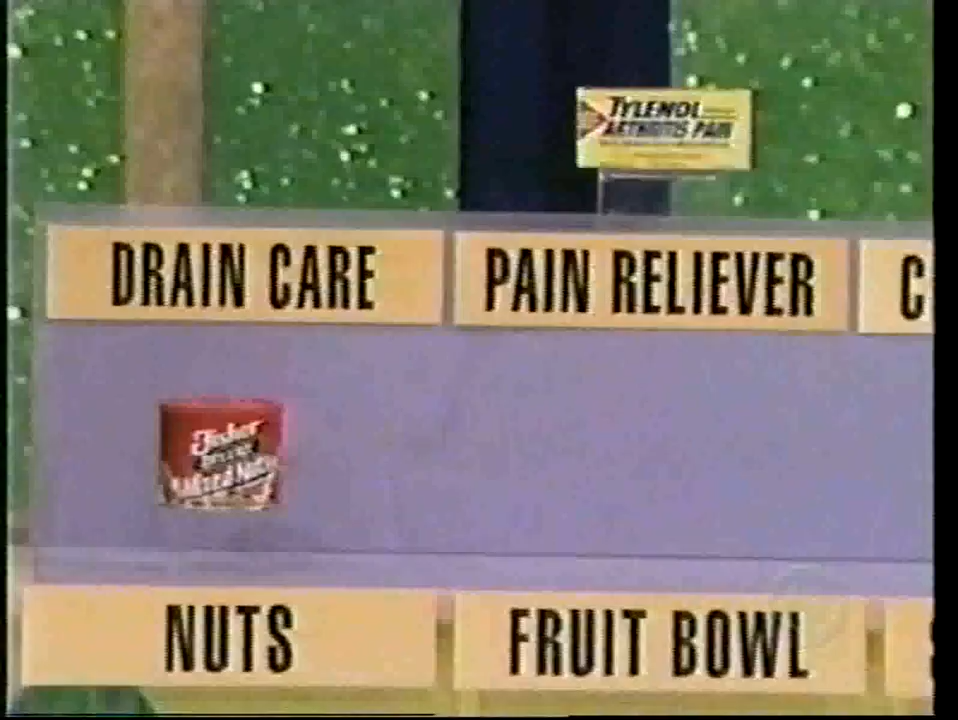 TYLENOL
ARTHRITIS PAIN
DRAIN CARE
PAIN RELIEVER
C
Fisher
Mixed Nuts
NUTS
FRUIT BOWL